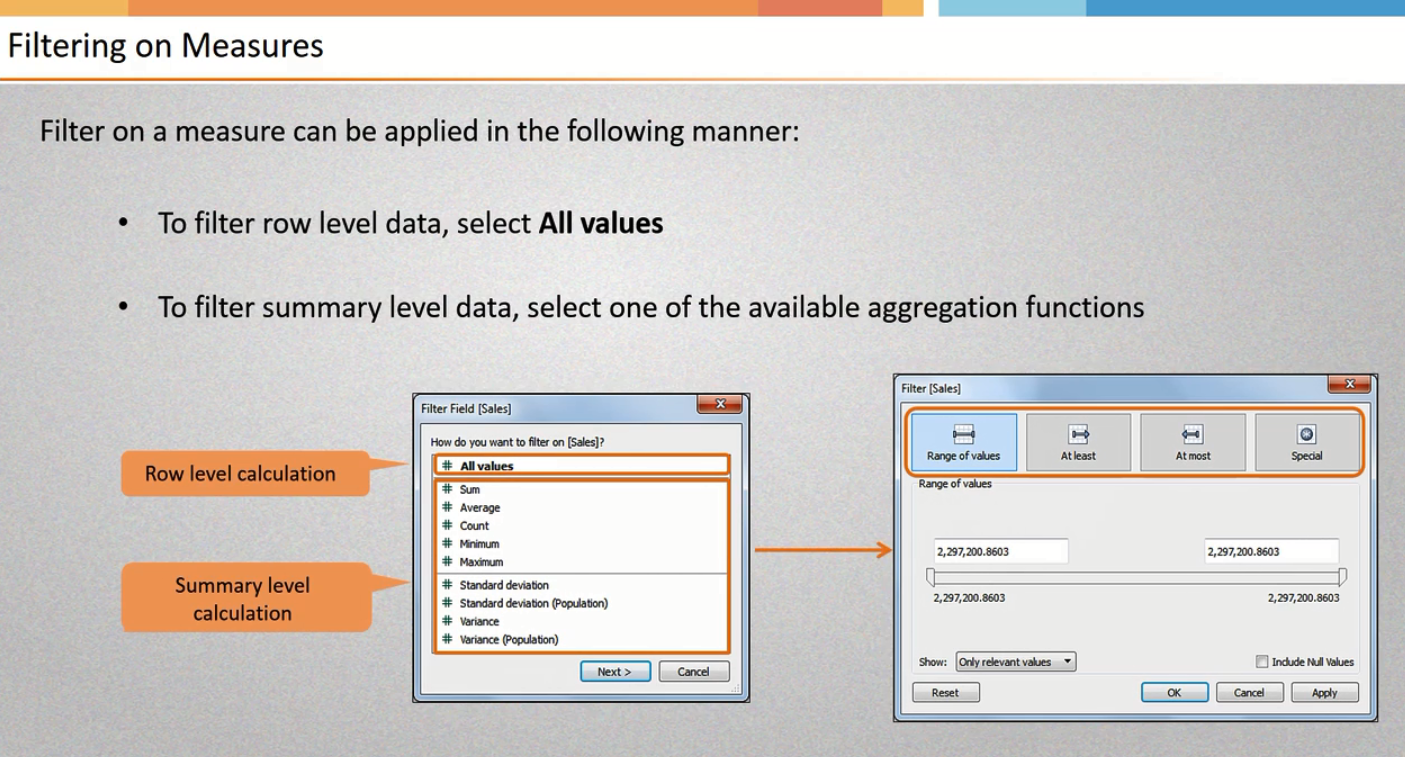 Filtering on Measures
Filter on a measure can be applied in the following manner:
• To filter row level data, select All values
• To filter summary level data, select one of the available aggregation functions
Row level calculation
Summary level
calculation
Filter Field [Sales]
How do you want to filter on [Sales]?
# All values
# Sum
# Average
# Count
# Minimum
# Maximum
# Standard deviation
# Standard deviation (Population)
# Variance
# Variance (Population)
Next >
Cancel
Filter [Sales]
Range of values
At least
At most
Special
Range of values
2,297,200.8603
2,297,200.8603
2,297,200.8603
2,297,200.8603
Show:
Only relevant values
Include Null Values
Reset
OK
Cancel
Apply